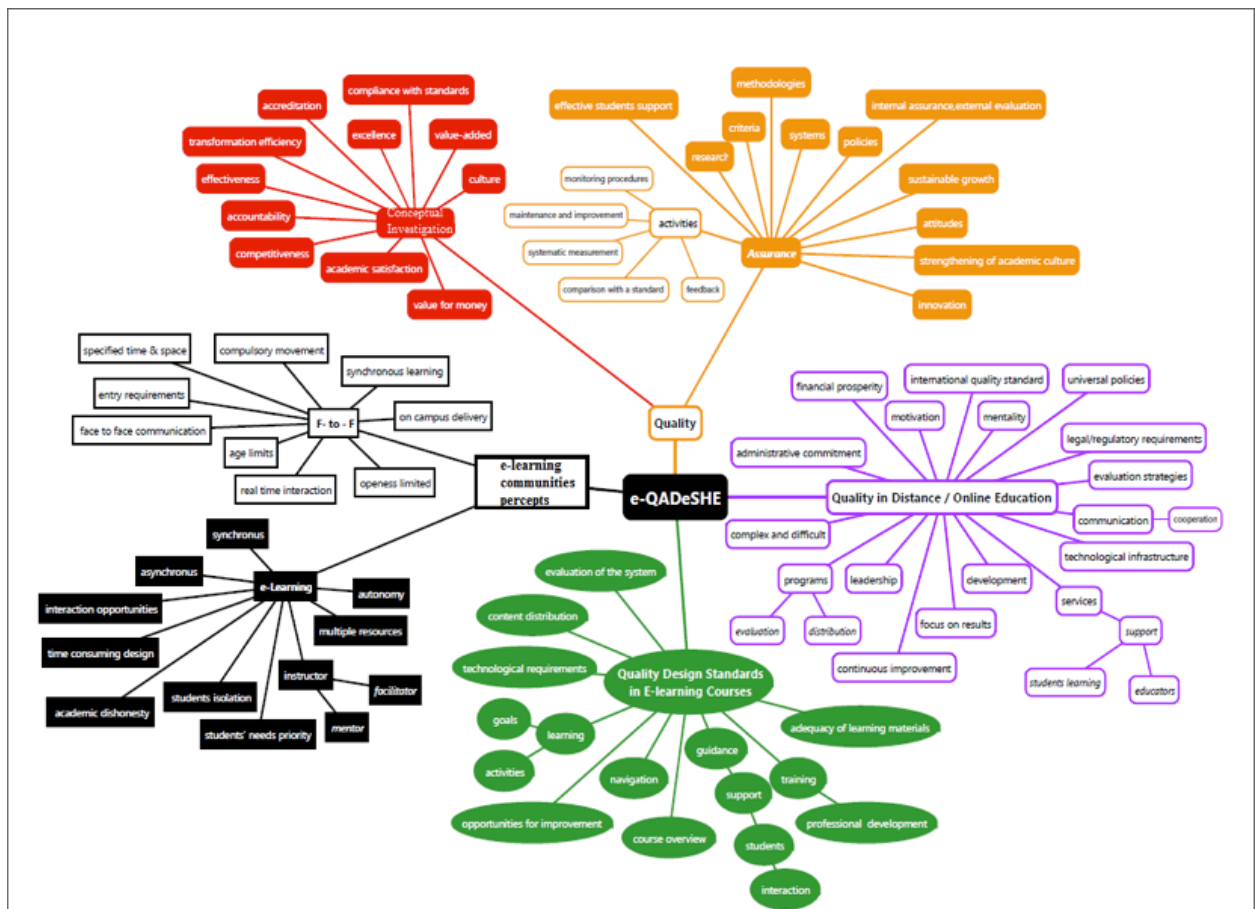 compliance with standards
accreditation
excellence
value-added
transformation efficiency
effectiveness
culture
accountability
Conceptual
Investigation
competitiveness
academic satisfaction
value for money
methodologies
effective students support
internal assurance,external evaluation
criteria
systems
policies
research
monitoring procedures
sustainable growth
maintenance and improvement
activities
attitudes
systematic measurement
Assurance
strengthening of academic culture
comparison with a standard
feedback
innovation
specified time & space
compulsory movement
synchronous learning
entry requirements
on campus delivery
F- to - F
face to face communication
age limits
real time interaction
openess limited
Quality
e-learning
communities
percepts
e-QADeSHE
financial prosperity
international quality standard
universal policies
motivation
mentality
legal/regulatory requirements
administrative commitment
evaluation strategies
Quality in Distance / Online Education
communication
cooperation
complex and difficult
technological infrastructure
programs
leadership
development
services
evaluation
distribution
focus on results
support
continuous improvement
students learning
educators
synchronus
asynchronus
e-Learning
autonomy
interaction opportunities
multiple resources
time consuming design
instructor
facilitator
students isolation
academic dishonesty
mentor
students' needs priority
evaluation of the system
content distribution
technological requirements
Quality Design Standards
in E-learning Courses
goals
learning
adequacy of learning materials
activities
guidance
navigation
training
support
opportunities for improvement
professional development
course overview
students
interaction